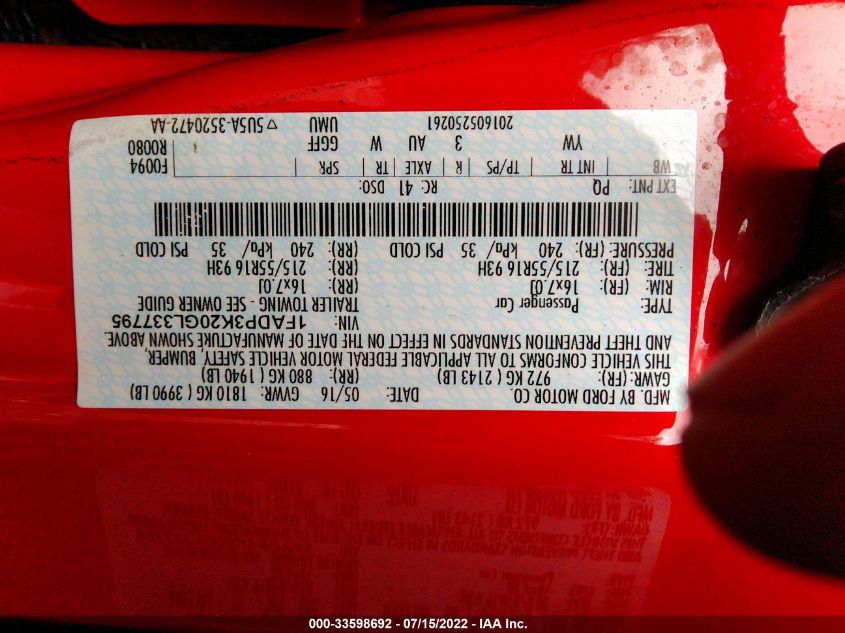 MFD. BY FORD MOTOR CO.
DATE: 05/16 GVWR: 1810 KG ( 3990 LB)
GAWR: (FR): 972 KG ( 2143 LB) (RR): 880 KG ( 1940 LB)
THIS VEHICLE CONFORMS TO ALL APPLICABLE FEDERAL MOTOR VEHICLE SAFETY, BUMPER,
AND THEFT PREVENTION STANDARDS IN EFFECT ON THE DATE OF MANUFACTURE SHOWN ABOVE.
VIN: 1FADP3K20GL337795
TYPE: Passenger Car TRAILER TOWING - SEE OWNER GUIDE
RIM: (FR): 16x7.0J (RR): 16x7.0J
TIRE: (FR): 215/55R16 93H (RR): 215/55R16 93H
PRESSURE: (FR): 240 kPa/ 35 PSI COLD (RR): 240 kPa/ 35 PSI COLD
EXT PNT: PQ RC: 41 DSO:
WB INT TR TP/PS R AXLE TR SPR F0094
YW 3 AU W GGFF R0080
201605250261 UMU 5U5A-3520472-AA
000-33598692 - 07/15/2022 - IAA Inc.